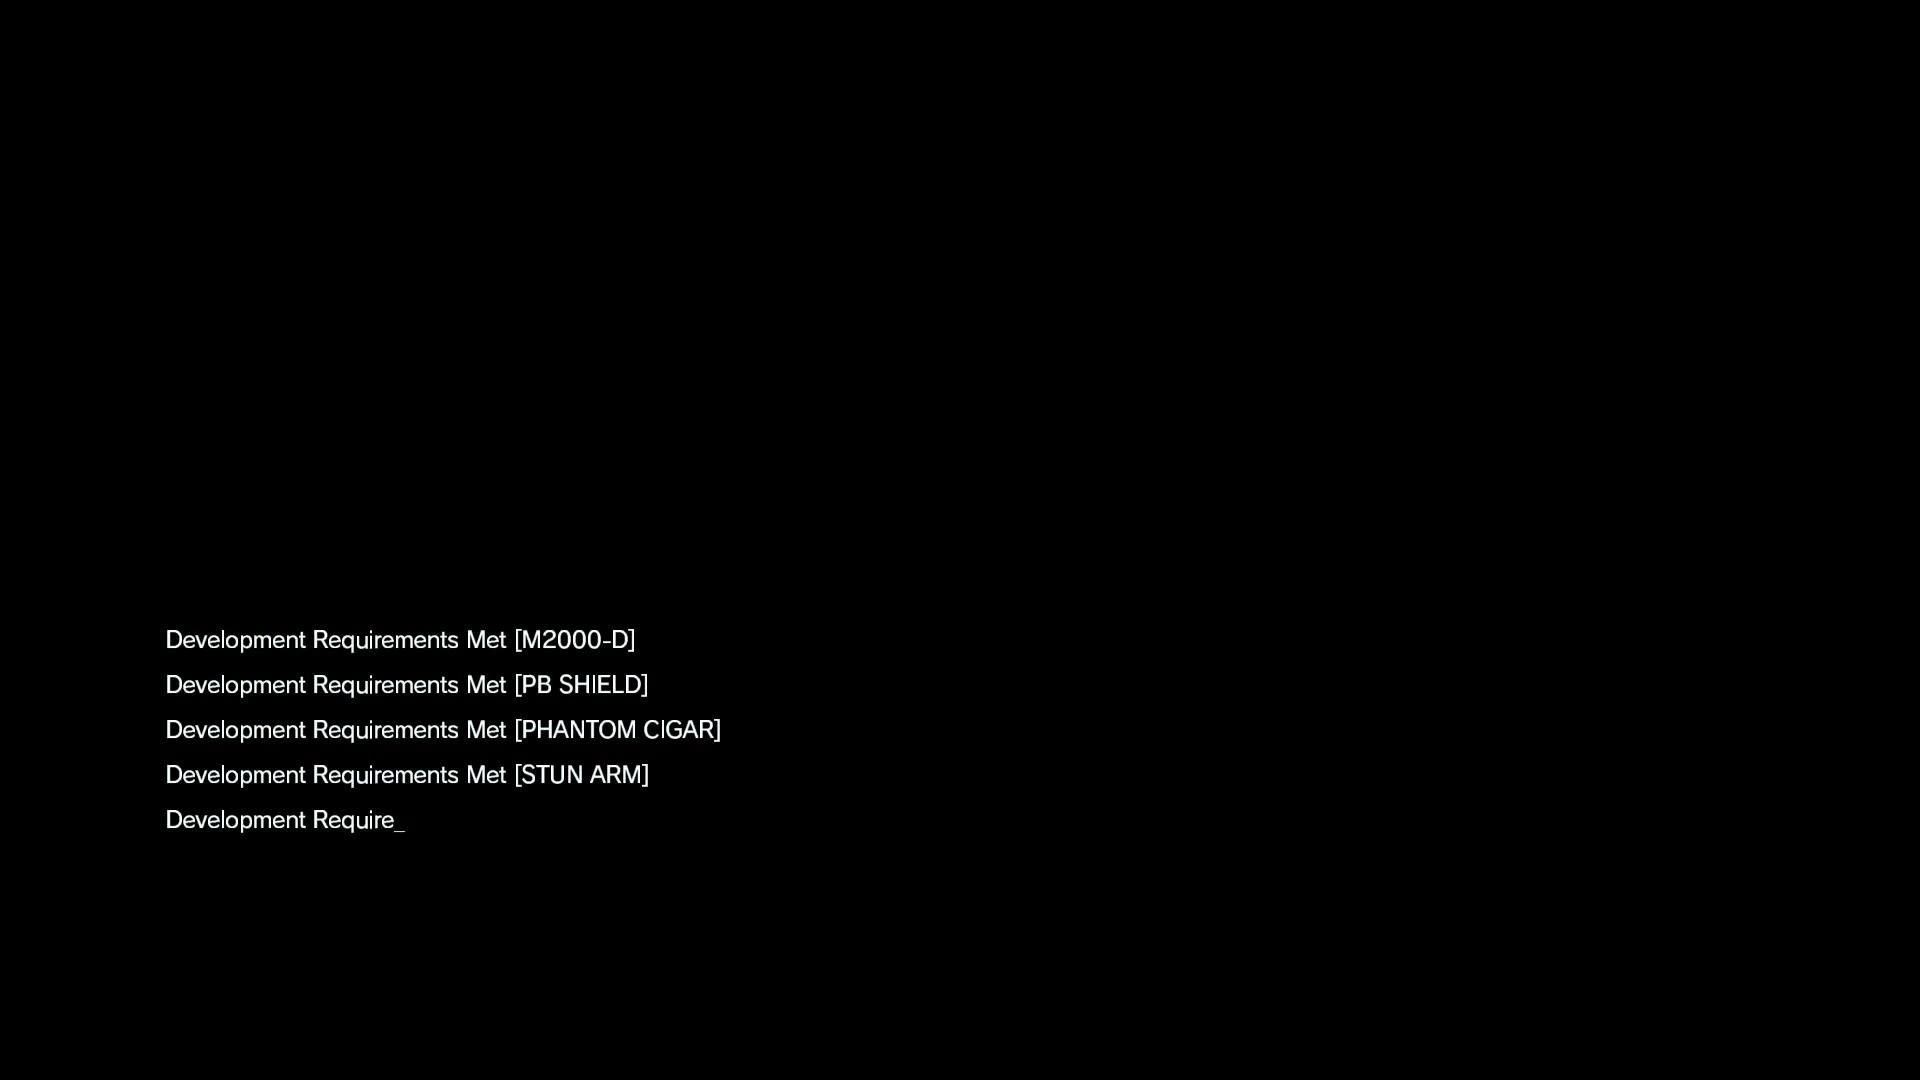 Development Requirements Met [M2000-D]
Development Requirements Met [PB SHIELD]
Development Requirements Met [PHANTOM CIGAR]
Development Requirements Met [STUN ARM]
Development Require_